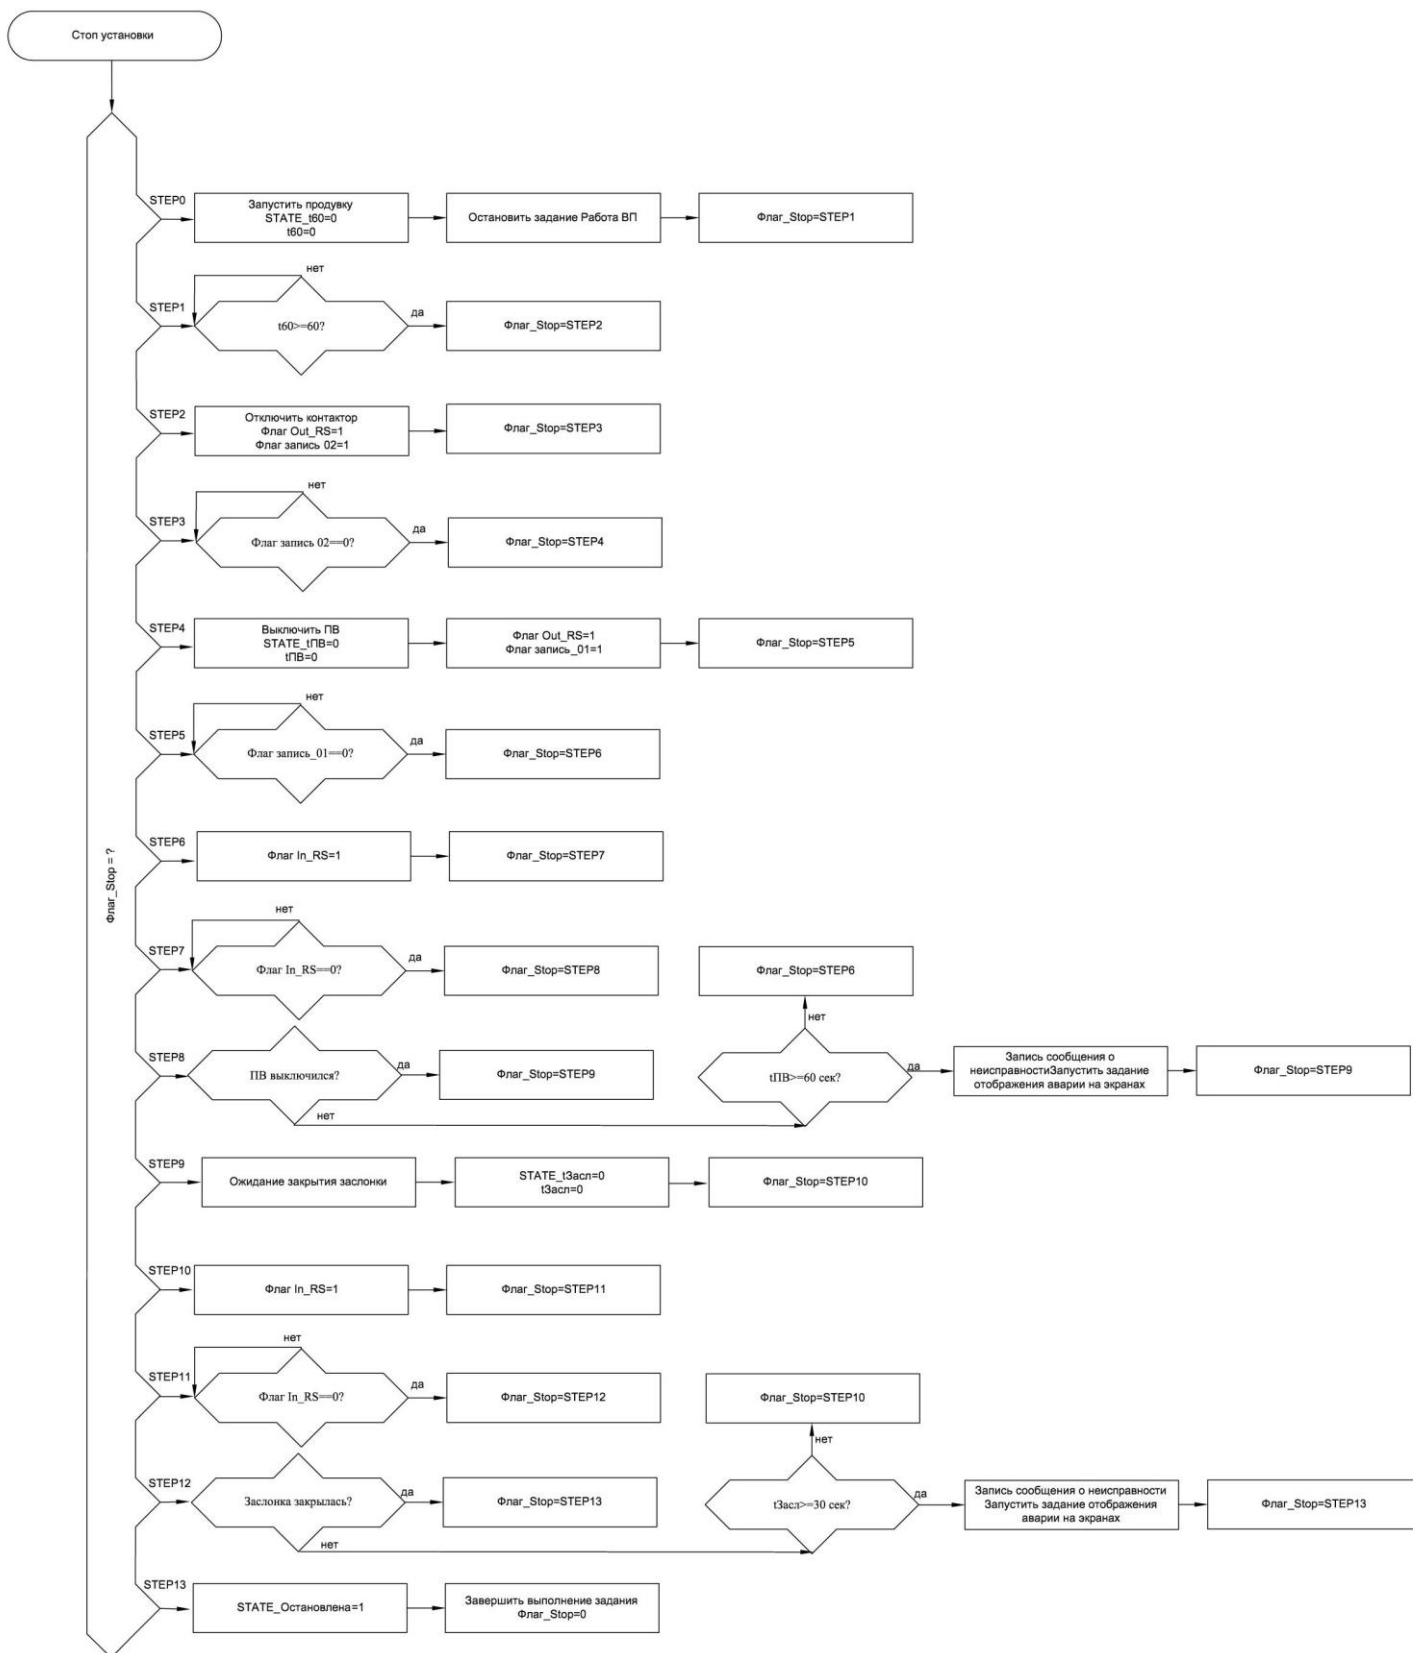 Стоп установки
STEP0
Запустить продувку
STATE_t60=0
t60=0
Остановить задание Работа ВП
Флаг_Stop=STEP1
STEP1
нет
t60>=60?
да
Флаг_Stop=STEP2
STEP2
Отключить контактор
Флаг Out_RS=1
Флаг запись 02=1
Флаг_Stop=STEP3
STEP3
нет
Флаг запись 02==0?
да
Флаг_Stop=STEP4
STEP4
Выключить ПВ
STATE_tПВ=0
tПВ=0
Флаг Out_RS=1
Флаг запись_01=1
Флаг_Stop=STEP5
STEP5
нет
Флаг запись_01==0?
да
Флаг_Stop=STEP6
STEP6
Флаг In_RS=1
Флаг_Stop=STEP7
Флаг_Stop = ?
STEP7
нет
Флаг In_RS==0?
да
Флаг_Stop=STEP8
Флаг_Stop=STEP6
нет
STEP8
ПВ выключился?
да
Флаг_Stop=STEP9
нет
tПВ>=60 сек?
да
Запись сообщения о
неисправностиЗапустить задание
отображения аварии на экранах
Флаг_Stop=STEP9
STEP9
Ожидание закрытия заслонки
STATE_tЗасл=0
tЗасл=0
Флаг_Stop=STEP10
STEP10
Флаг In_RS=1
Флаг_Stop=STEP11
STEP11
нет
Флаг In_RS==0?
да
Флаг_Stop=STEP12
Флаг_Stop=STEP10
нет
STEP12
Заслонка закрылась?
да
Флаг_Stop=STEP13
нет
tЗасл>=30 сек?
да
Запись сообщения о неисправности
Запустить задание отображения
аварии на экранах
Флаг_Stop=STEP13
STEP13
STATE_Остановлена=1
Завершить выполнение задания
Флаг_Stop=0